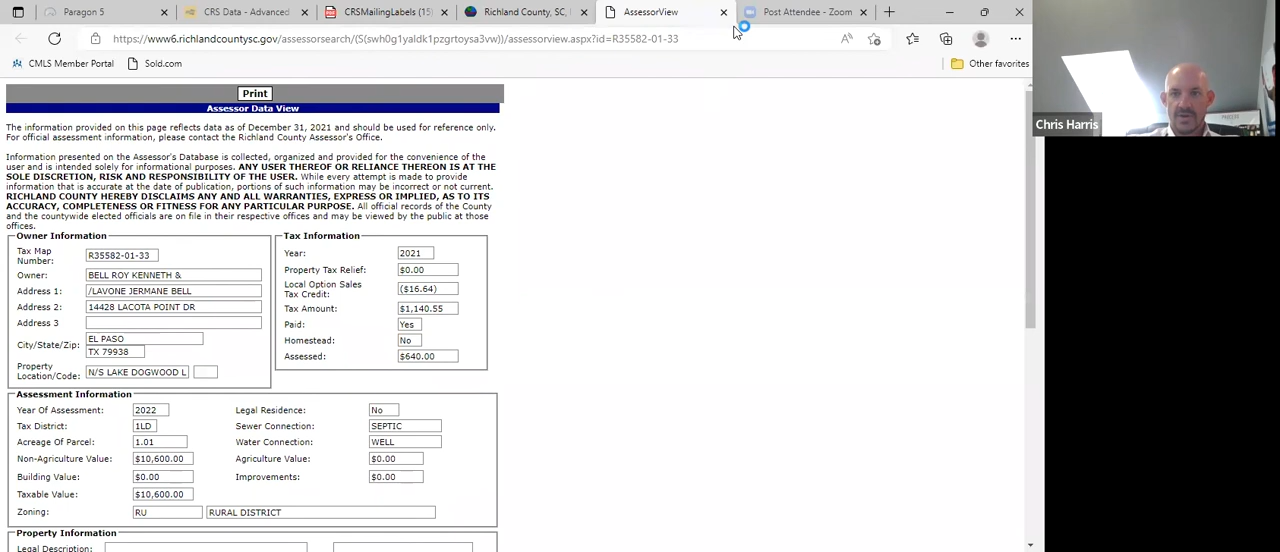 Paragon 5
CRS Data - Advanced
CRSMailingLabels (15)
Richland County, SC,
AssessorView
Post Attendee - Zoom
https://www6.richlandcountysc.gov/assessorsearch/(S(swh0g1yaldk1pzgrtoysa3vw))/assessorview.aspx?id=R35582-01-33
CMLS Member Portal
Sold.com
Other favorites
Chris Harris
Print
Assessor Data View
The information provided on this page reflects data as of December 31, 2021 and should be used for reference only.
For official assessment information, please contact the Richland County Assessor's Office.
Information presented on the Assessor's Database is collected, organized and provided for the convenience of the
user and is intended solely for informational purposes. ANY USER THEREOF OR RELIANCE THEREON IS AT THE
SOLE DISCRETION, RISK AND RESPONSIBILITY OF THE USER. While every attempt is made to provide
information that is accurate at the date of publication, portions of such information may be incorrect or not current.
RICHLAND COUNTY HEREBY DISCLAIMS ANY AND ALL WARRANTIES, EXPRESS OR IMPLIED, AS TO ITS
ACCURACY, COMPLETENESS OR FITNESS FOR ANY PARTICULAR PURPOSE. All official records of the County
and the countywide elected officials are on file in their respective offices and may be viewed by the public at those
offices.
Owner Information
Tax Map
Number: R35582-01-33
Owner: BELL ROY KENNETH &
Address 1: /LAVONE JERMANE BELL
Address 2: 14428 LACOTA POINT DR
Address 3
City/State/Zip: EL PASO
TX 79938
Property
Location/Code: N/S LAKE DOGWOOD L
Tax Information
Year: 2021
Property Tax Relief: $0.00
Local Option Sales
Tax Credit: ($16.64)
Tax Amount: $1,140.55
Paid: Yes
Homestead: No
Assessed: $640.00
Assessment Information
Year Of Assessment: 2022 Legal Residence: No
Tax District: 1LD Sewer Connection: SEPTIC
Acreage Of Parcel: 1.01 Water Connection: WELL
Non-Agriculture Value: $10,600.00 Agriculture Value: $0.00
Building Value: $0.00 Improvements: $0.00
Taxable Value: $10,600.00
Zoning: RU RURAL DISTRICT
Property Information
Legal Description: